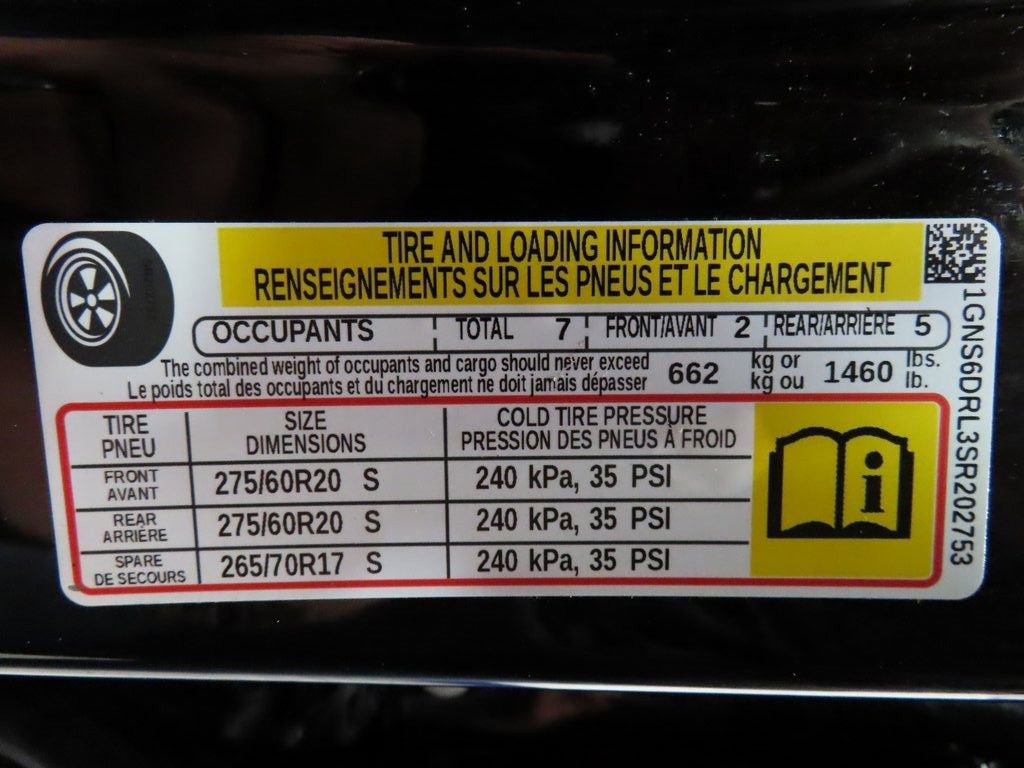 TIRE AND LOADING INFORMATION
RENSEIGNEMENTS SUR LES PNEUS ET LE CHARGEMENT
OCCUPANTS TOTAL 7 FRONT/AVANT 2 REAR/ARRIÈRE 5
The combined weight of occupants and cargo should never exceed 662 kg or 1460 lbs.
Le poids total des occupants et du chargement ne doit jamais dépasser kg ou lb.
TIRE SIZE COLD TIRE PRESSURE
PNEU DIMENSIONS PRESSION DES PNEUS À FROID
FRONT
AVANT 275/60R20 S 240 kPa, 35 PSI
REAR
ARRIÈRE 275/60R20 S 240 kPa, 35 PSI
SPARE
DE SECOURS 265/70R17 S 240 kPa, 35 PSI
1GNS6DRL3SR202753